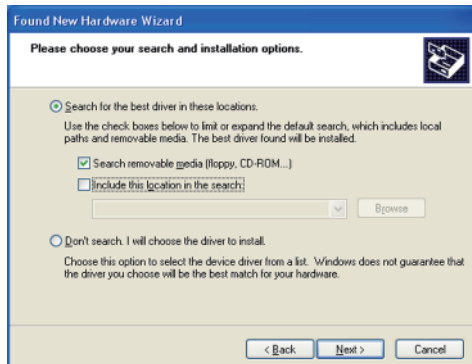 Found New Hardware Wizard
Please choose your search and installation options.
Search for the best driver in these locations.
Use the check boxes below to limit or expand the default search, which includes local
paths and removable media. The best driver found will be installed.
Search removable media (floppy, CD-ROM...)
Include this location in the search:
Browse
Don't search. I will choose the driver to install.
Choose this option to select the device driver from a list. Windows does not guarantee that
the driver you choose will be the best match for your hardware.
< Back Next > Cancel